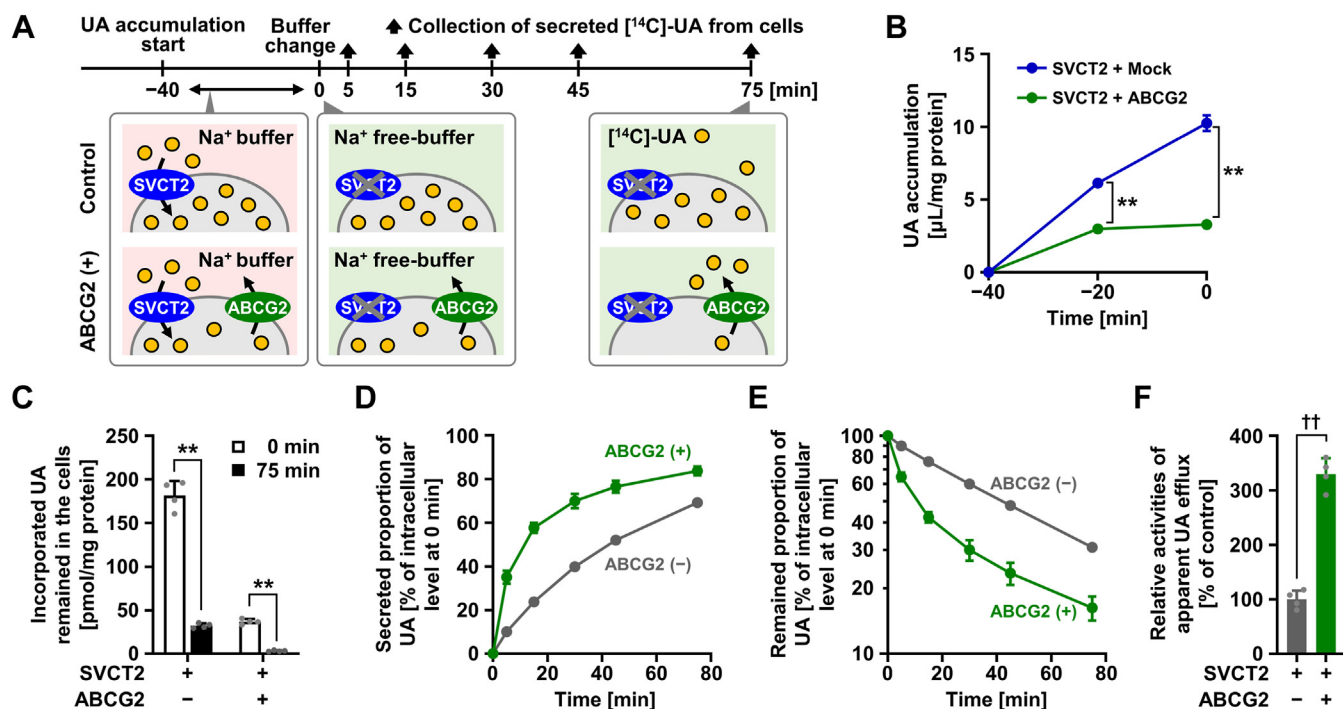 A
UA accumulation
start
Buffer
change
Collection of secreted [¹⁴C]-UA from cells
−40
0
5
15
30
45
75 [min]
Control
Na⁺ buffer
SVCT2
Na⁺ free-buffer
SVCT2
[¹⁴C]-UA
SVCT2
ABCG2 (+)
Na⁺ buffer
SVCT2
ABCG2
Na⁺ free-buffer
SVCT2
ABCG2
SVCT2
ABCG2
B
UA accumulation
[µL/mg protein]
15
10
5
0
SVCT2 + Mock
SVCT2 + ABCG2
**
**
−40
−20
0
Time [min]
C
Incorporated UA
remained in the cells
[pmol/mg protein]
250
200
150
100
50
0
0 min
75 min
**
**
SVCT2 + +
ABCG2 − +
D
Secreted proportion of
UA [% of intracellular
level at 0 min]
100
80
60
40
20
0
ABCG2 (+)
ABCG2 (−)
0 20 40 60 80
Time [min]
E
Remained proportion of
UA [% of intracellular
level at 0 min]
100
80
60
40
30
20
10
ABCG2 (−)
ABCG2 (+)
0 20 40 60 80
Time [min]
F
Relative activities of
apparent UA efflux
[% of control]
400
300
200
100
0
††
SVCT2 + +
ABCG2 − +